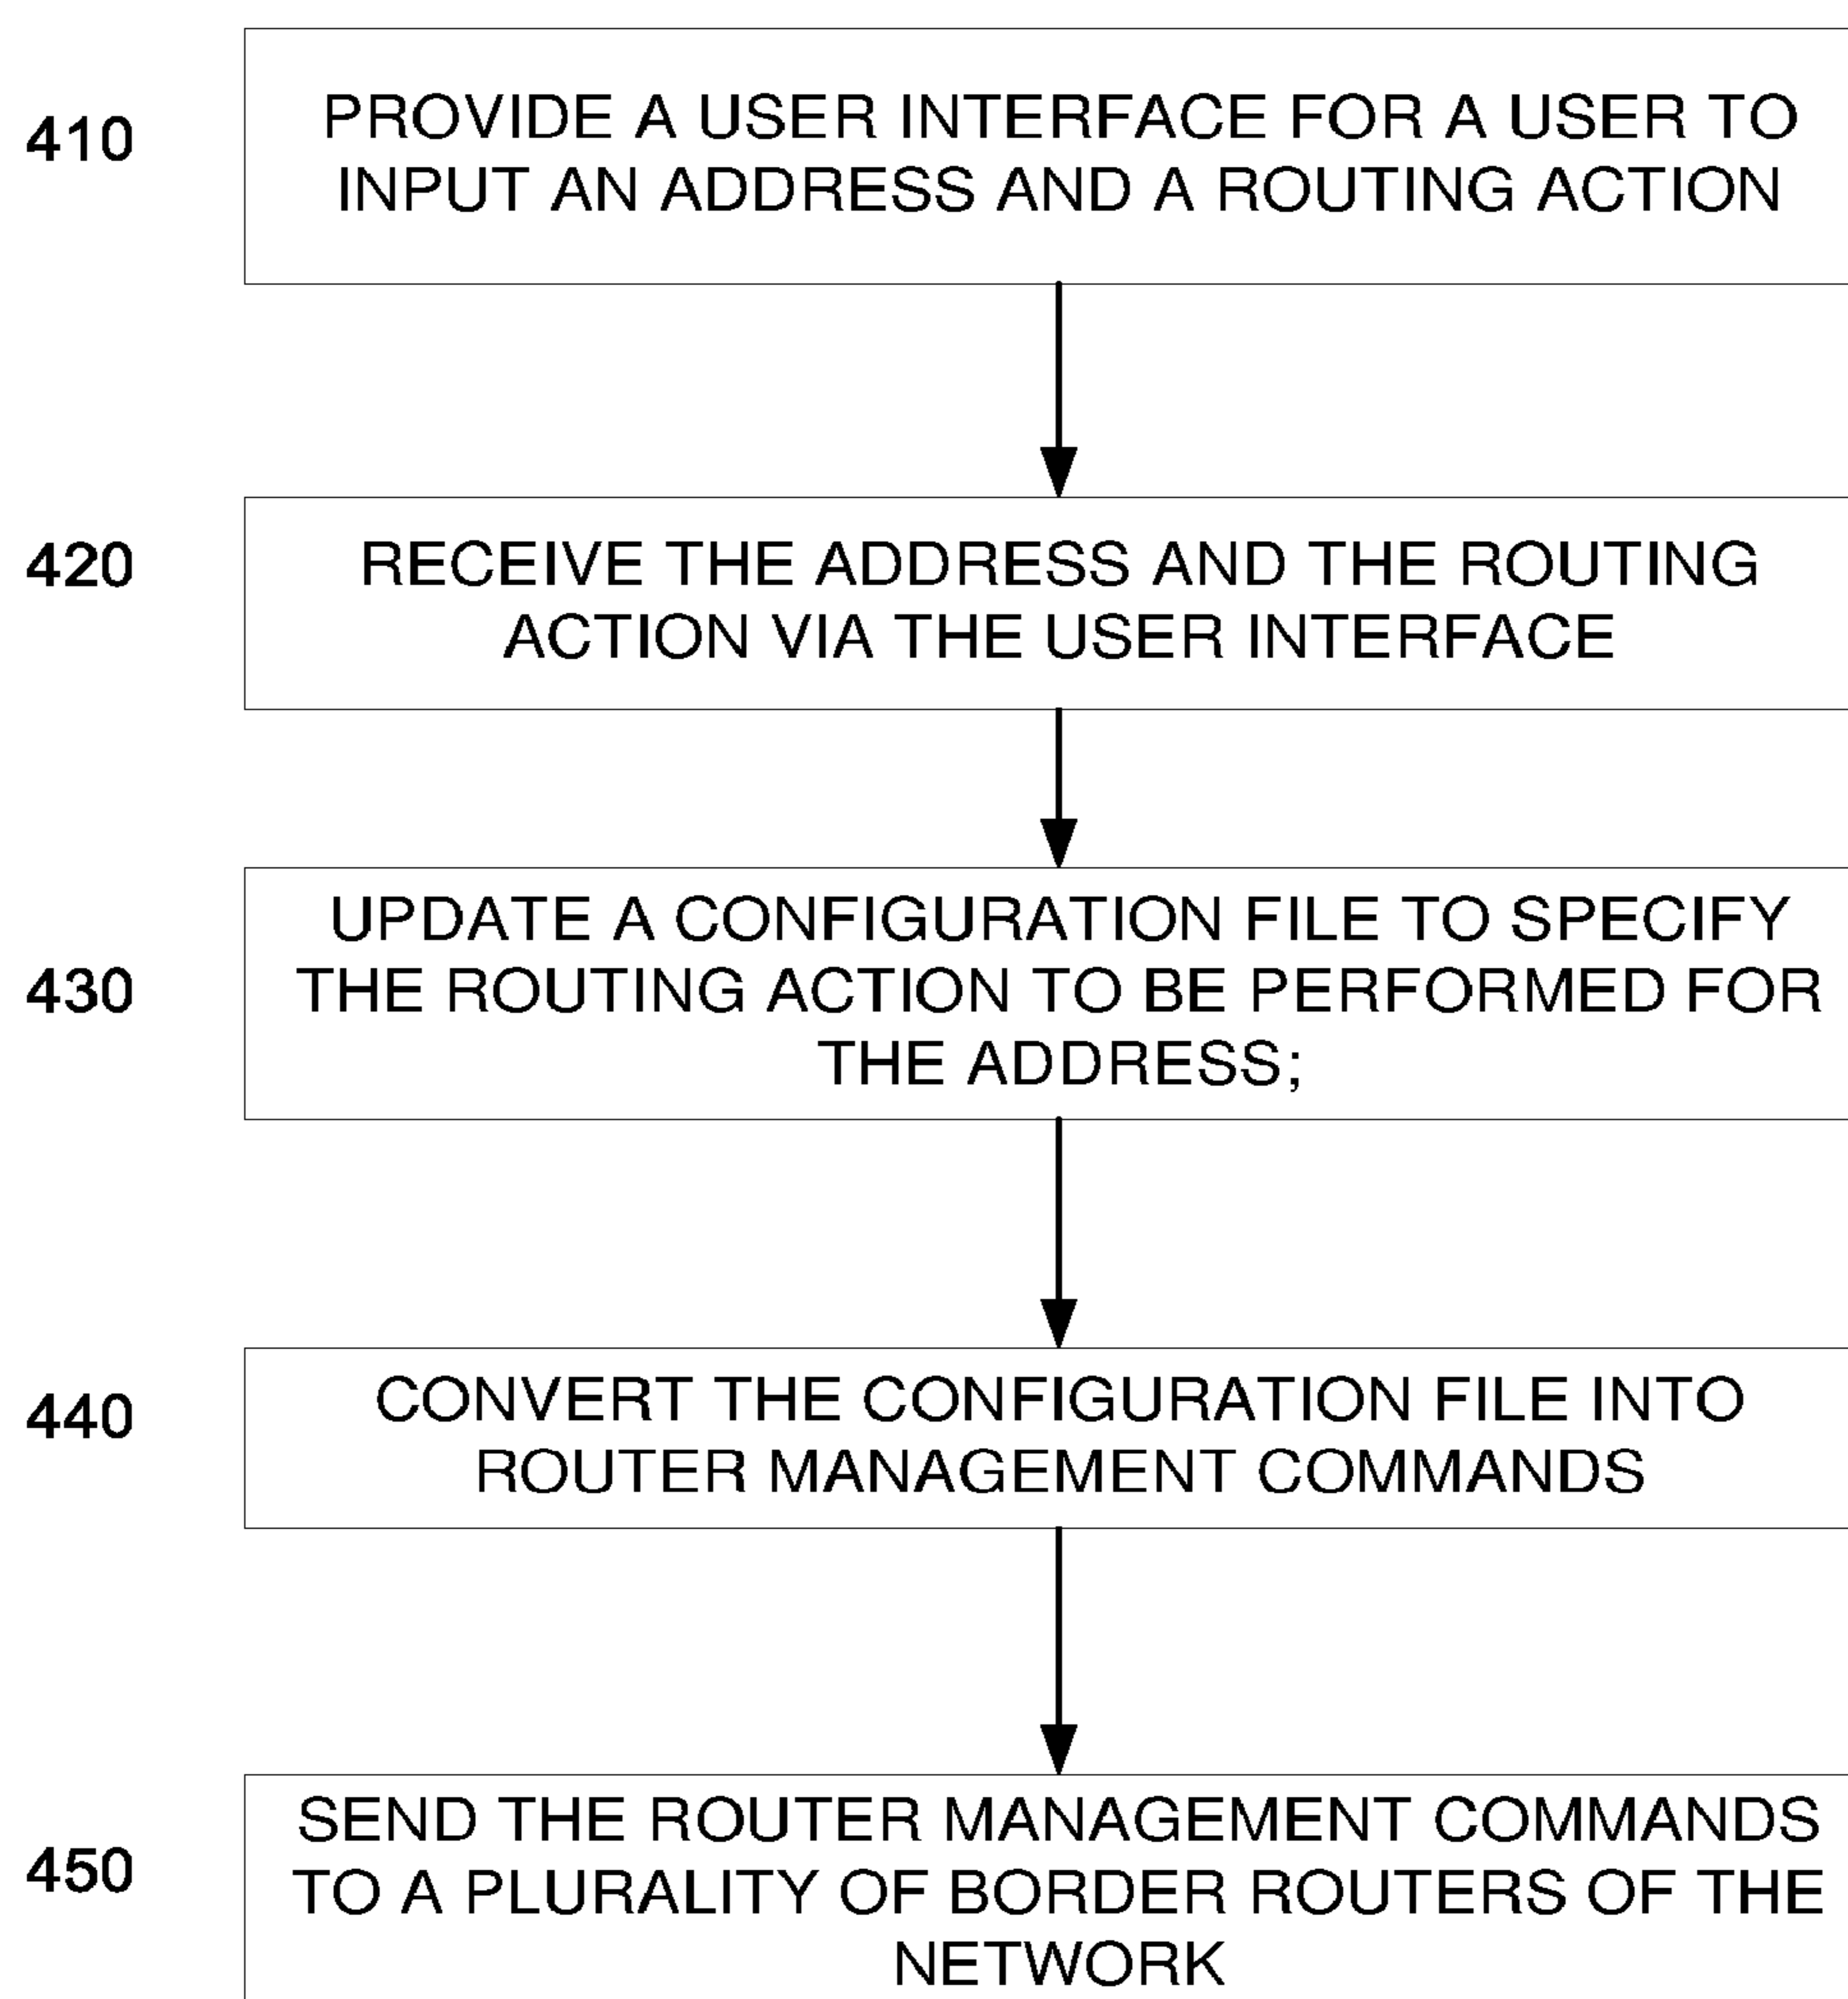 410
PROVIDE A USER INTERFACE FOR A USER TO
INPUT AN ADDRESS AND A ROUTING ACTION
420
RECEIVE THE ADDRESS AND THE ROUTING
ACTION VIA THE USER INTERFACE
430
UPDATE A CONFIGURATION FILE TO SPECIFY
THE ROUTING ACTION TO BE PERFORMED FOR
THE ADDRESS;
440
CONVERT THE CONFIGURATION FILE INTO
ROUTER MANAGEMENT COMMANDS
450
SEND THE ROUTER MANAGEMENT COMMANDS
TO A PLURALITY OF BORDER ROUTERS OF THE
NETWORK